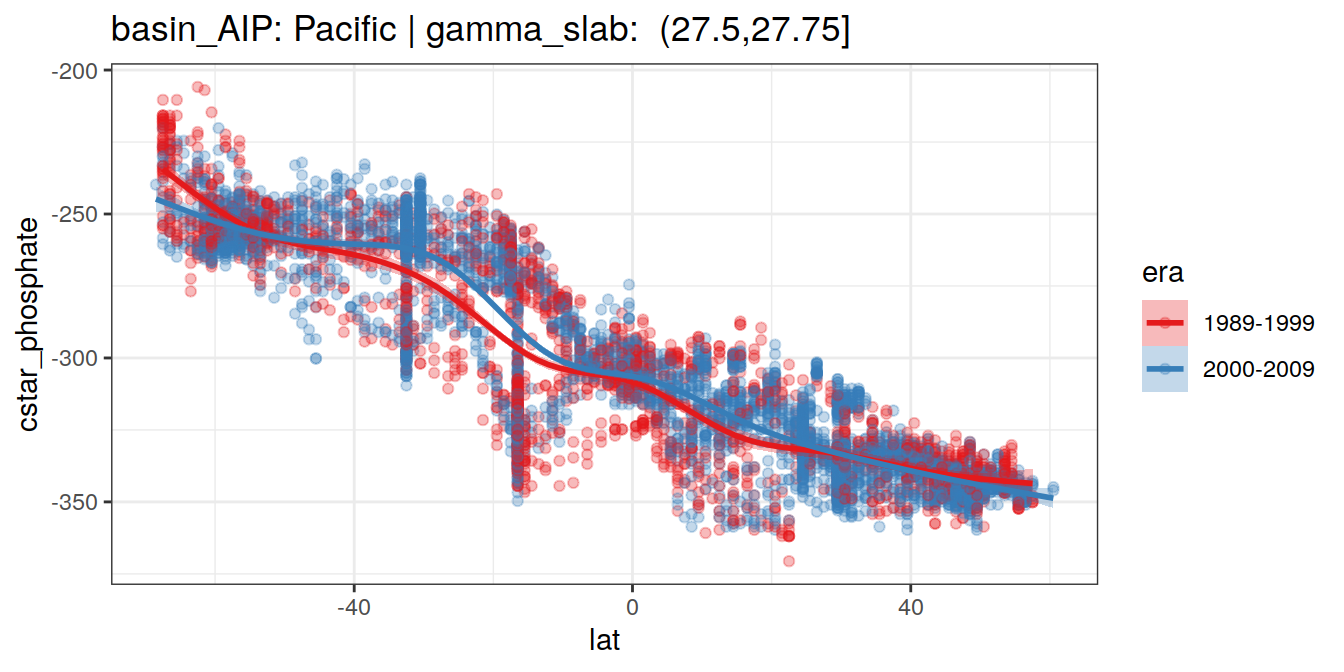 basin_AIP: Pacific | gamma_slab:  (27.5,27.75]
-200
-250
-300
-350
cstar_phosphate
-40
0
40
lat
era
1989-1999
2000-2009